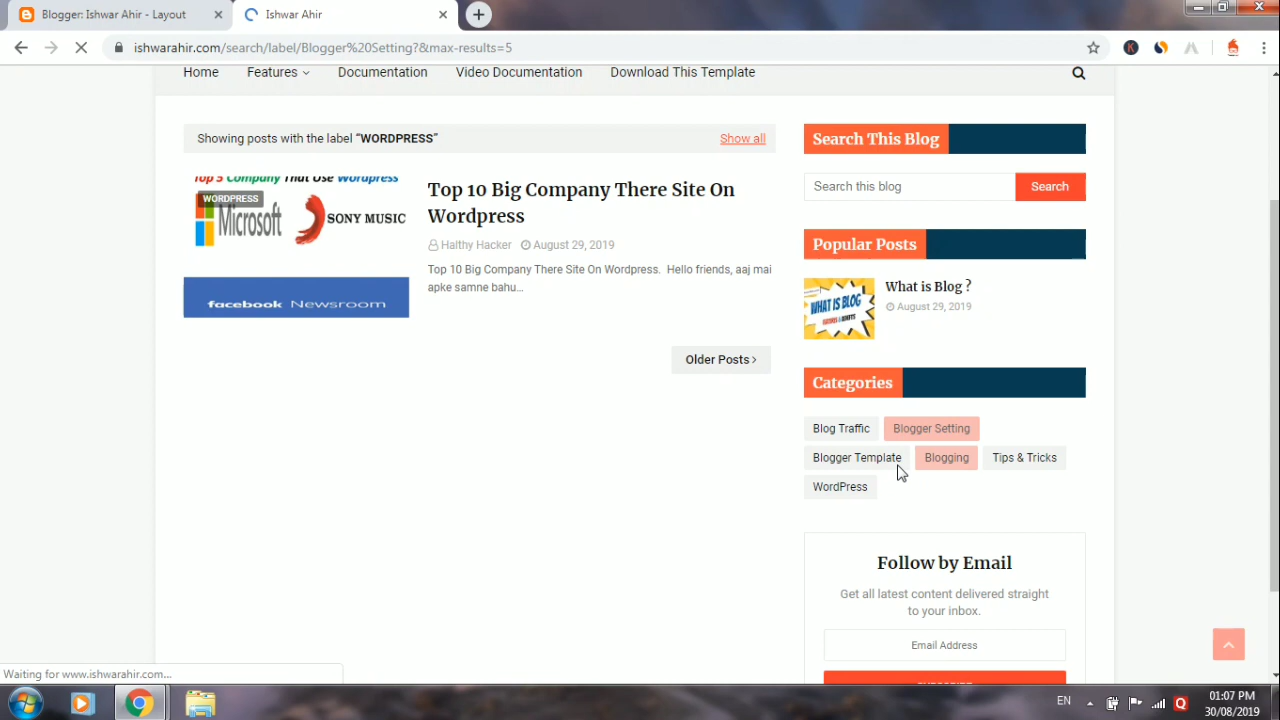 Blogger: Ishwar Ahir - Layout
Ishwar Ahir
ishwarahir.com/search/label/Blogger%20Setting?&max-results=5
Home Features Documentation Video Documentation Download This Template
Showing posts with the label “WORDPRESS”
Show all
Top 5 Company That Use Wordpress
WORDPRESS
Microsoft
SONY MUSIC
facebook Newsroom
Top 10 Big Company There Site On
Wordpress
Halthy Hacker August 29, 2019
Top 10 Big Company There Site On Wordpress. Hello friends, aaj mai
apke samne bahu...
Older Posts
Search This Blog
Search this blog
Search
Popular Posts
WHAT IS BLOG
What is Blog ?
August 29, 2019
Categories
Blog Traffic Blogger Setting
Blogger Template Blogging Tips & Tricks
WordPress
Follow by Email
Get all latest content delivered straight
to your inbox.
Email Address
Waiting for www.ishwarahir.com...
EN
01:07 PM
30/08/2019